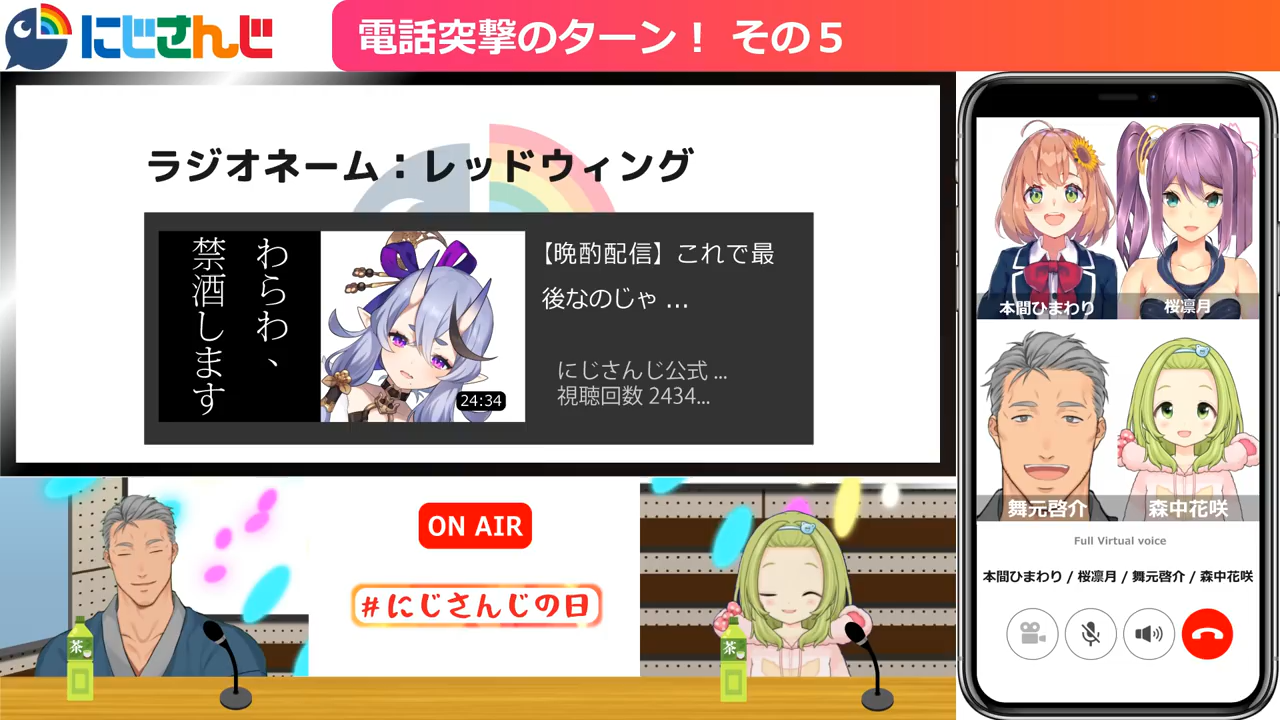 にじさんじ
電話突撃のターン！ その５
ラジオネーム：レッドウィング
わらわ、
禁酒します
24:34
【晩酌配信】これで最
後なのじゃ …
にじさんじ公式 ...
視聴回数 2434...
本間ひまわり
桜凛月
舞元啓介
森中花咲
Full Virtual voice
本間ひまわり / 桜凛月 / 舞元啓介 / 森中花咲
ON AIR
#にじさんじの日
茶
茶